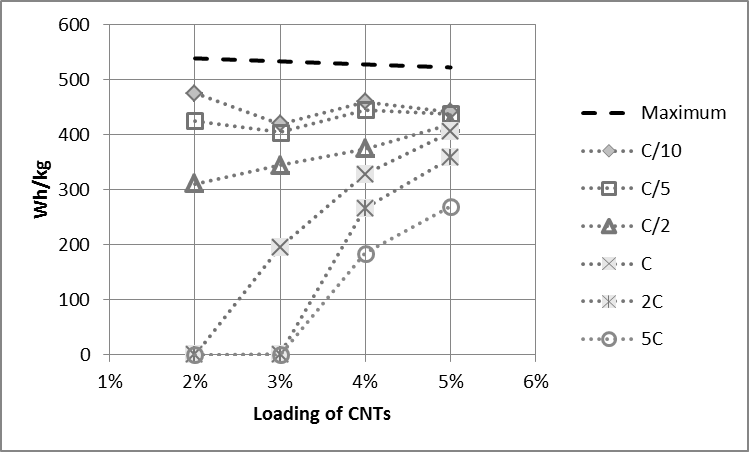 600
500
400
300
200
100
0
Wh/kg
1%
2%
3%
4%
5%
6%
Loading of CNTs
Maximum
C/10
C/5
C/2
C
2C
5C